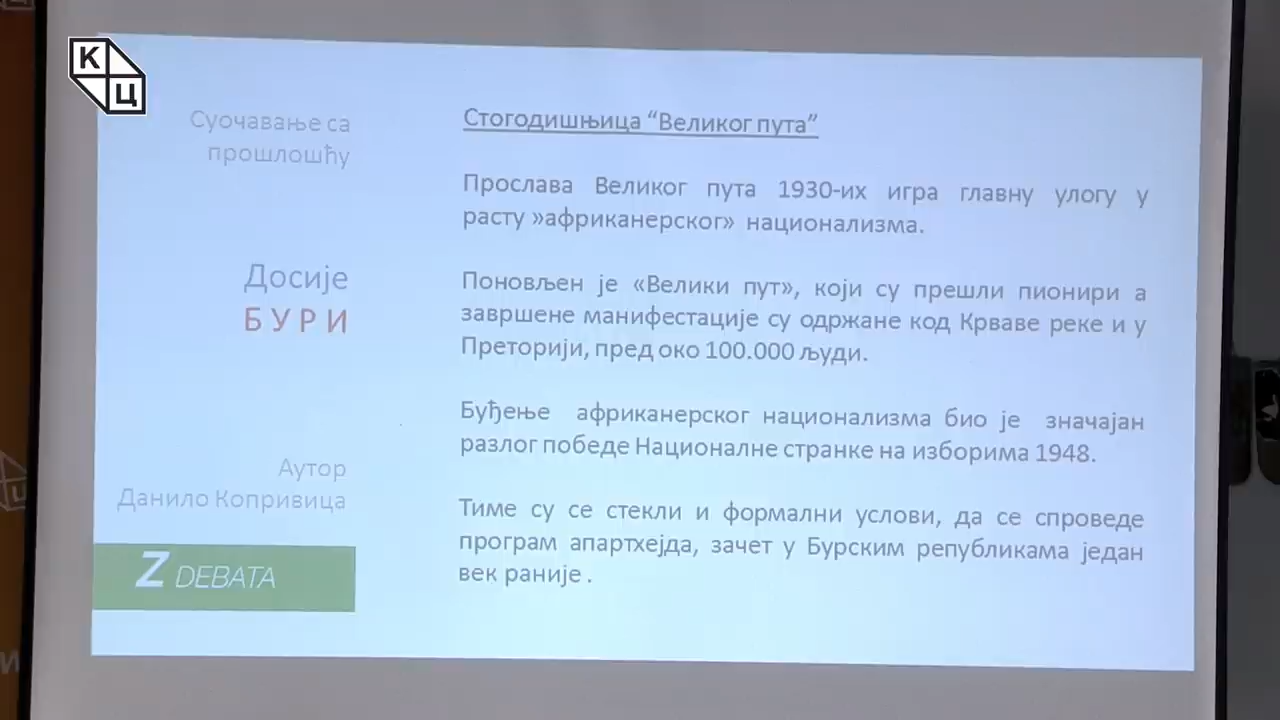 К
Ц
Суочавање са
прошлошћу
Досије
БУРИ
Аутор
Данило Копривица
Z DEBATA
Стогодишњица “Великог пута”
Прослава Великог пута 1930-их игра главну улогу у
расту »африканерског» национализма.
Поновљен је «Велики пут», који су прешли пионири а
завршене манифестације су одржане код Крваве реке и у
Преторији, пред око 100.000 људи.
Буђење африканерског национализма био је значајан
разлог победе Националне странке на изборима 1948.
Тиме су се стекли и формални услови, да се спроведе
програм апартхејда, зачет у Бурским републикама један
век раније .